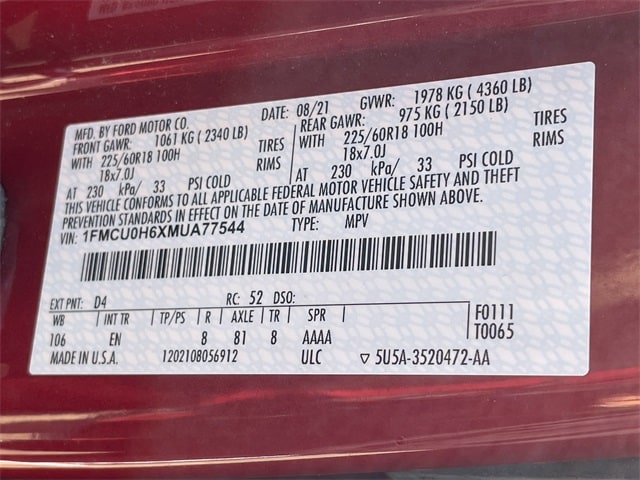 MFD. BY FORD MOTOR CO. DATE: 08/21 GVWR: 1978 KG ( 4360 LB)
FRONT GAWR: 1061 KG ( 2340 LB) REAR GAWR: 975 KG ( 2150 LB)
WITH 225/60R18 100H TIRES WITH 225/60R18 100H TIRES
18x7.0J RIMS 18x7.0J RIMS
AT 230 kPa/ 33 PSI COLD AT 230 kPa/ 33 PSI COLD
THIS VEHICLE CONFORMS TO ALL APPLICABLE FEDERAL MOTOR VEHICLE SAFETY AND THEFT
PREVENTION STANDARDS IN EFFECT ON THE DATE OF MANUFACTURE SHOWN ABOVE.
VIN: 1FMCU0H6XMUA77544 TYPE: MPV
EXT PNT: D4 RC: 52 DSO:
WB INT TR TP/PS R AXLE TR SPR F0111
106 EN 8 81 8 AAAA T0065
MADE IN U.S.A. 1202108056912 ULC ▽ 5U5A-3520472-AA